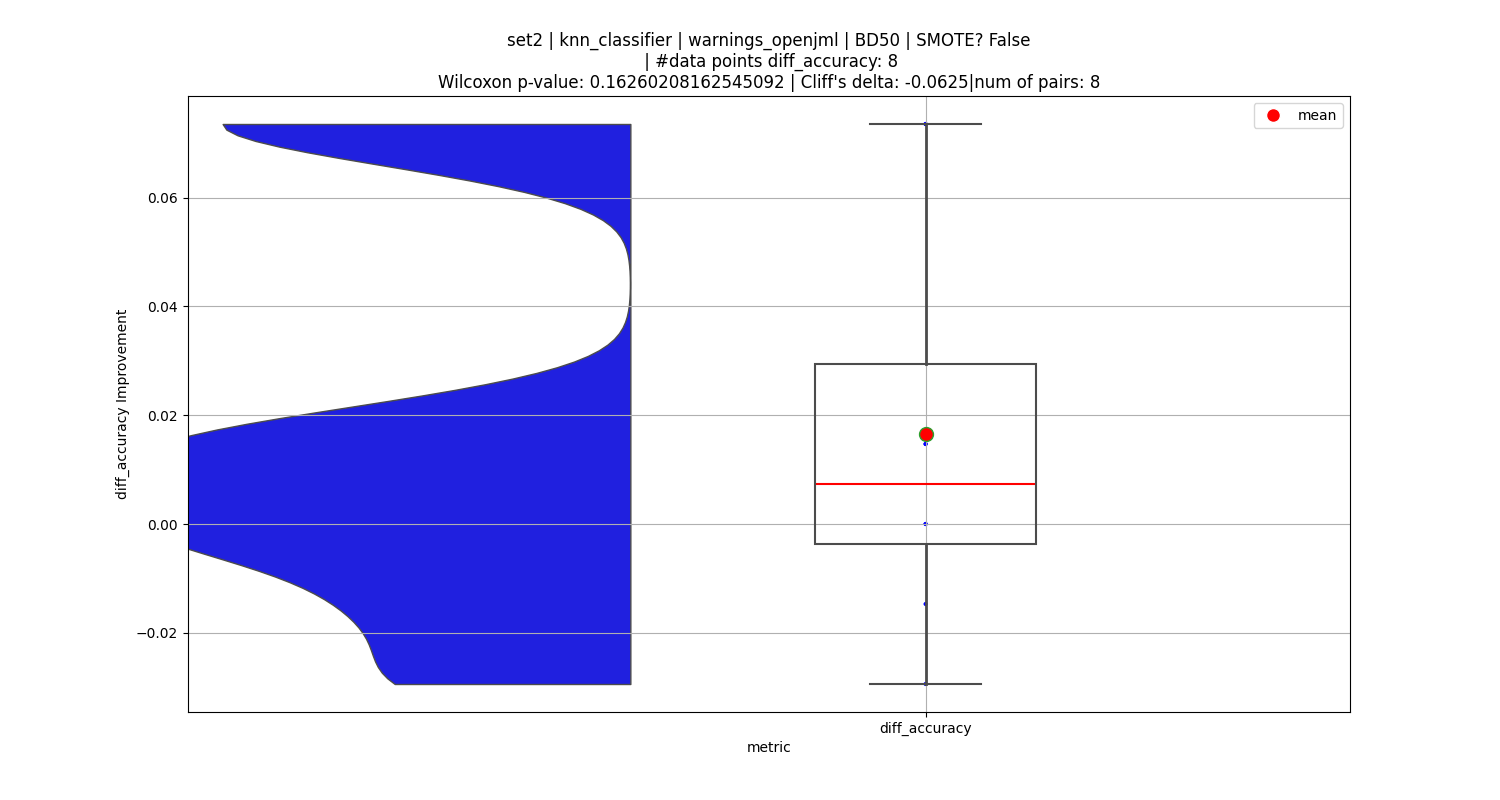 set2 | knn_classifier | warnings_openjml | BD50 | SMOTE? False
| #data points diff_accuracy: 8
Wilcoxon p-value: 0.16260208162545092 | Cliff's delta: -0.0625|num of pairs: 8
mean
0.06
0.04
0.02
0.00
−0.02
diff_accuracy Improvement
diff_accuracy
metric